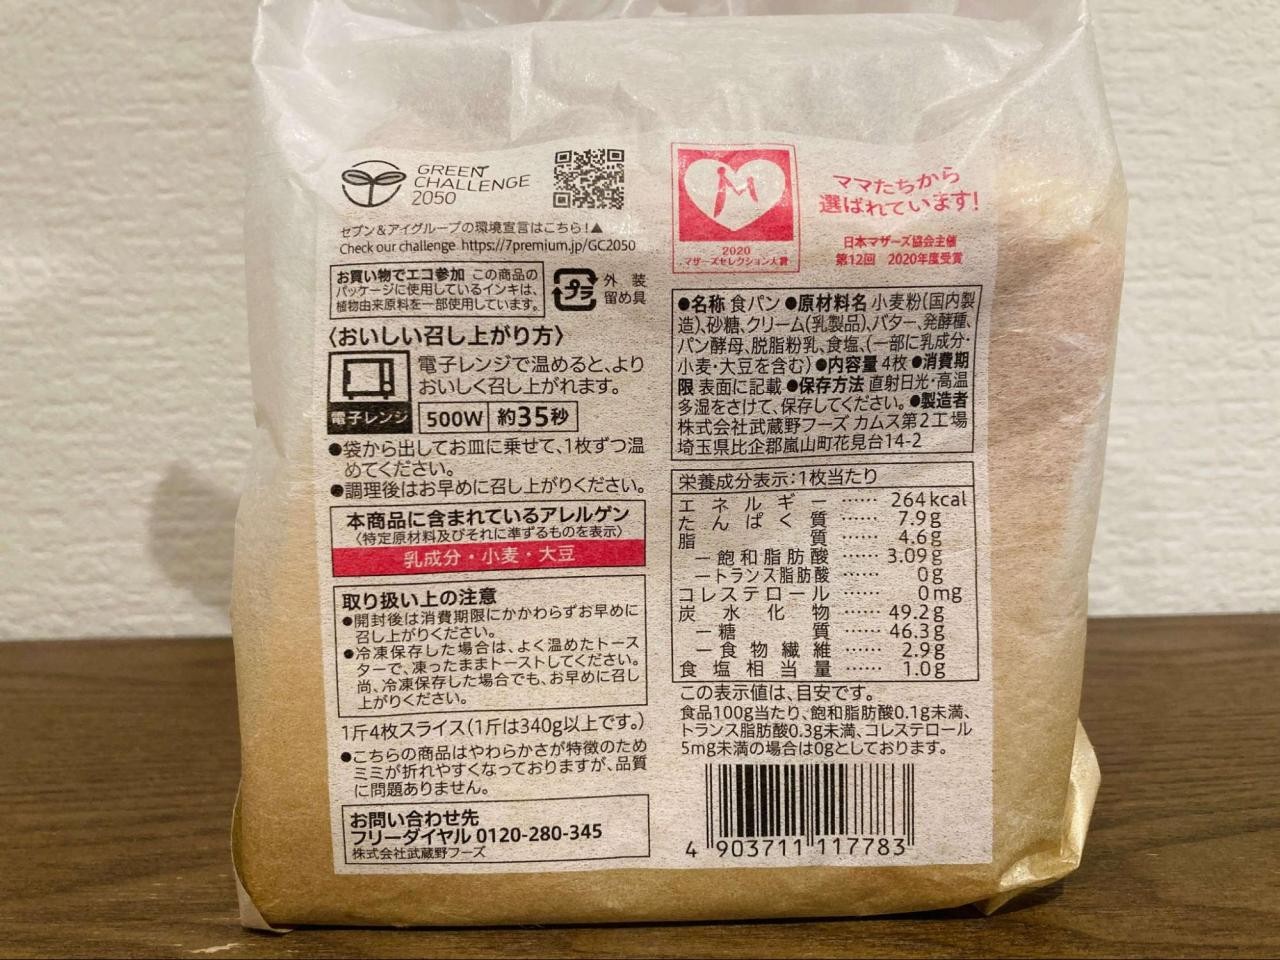 GREEN
CHALLENGE
2050
セブン&アイグループの環境宣言はこちら!▲
Check our challenge https://7premium.jp/GC2050
お買い物でエコ参加 この商品の
パッケージに使用しているインキは、
植物由来原料を一部使用しています。
プラ
外装
留め具
〈おいしい召し上がり方〉
電子レンジ
電子レンジで温めると、より
おいしく召し上がれます。
500W 約35秒
●袋から出してお皿に乗せて、1枚ずつ温
めてください。
●調理後はお早めに召し上がりください。
本商品に含まれているアレルゲン
〈特定原材料及びそれに準ずるものを表示〉
乳成分・小麦・大豆
取り扱い上の注意
●開封後は消費期限にかかわらずお早めに
召し上がりください。
●冷凍保存した場合は、よく温めたトース
ターで、凍ったままトーストしてください。
尚、冷凍保存した場合でも、お早めに召し
上がりください。
1斤4枚スライス(1斤は340g以上です。)
●こちらの商品はやわらかさが特徴のため
ミミが折れやすくなっておりますが、品質
に問題ありません。
お問い合わせ先
フリーダイヤル 0120-280-345
株式会社武蔵野フーズ
2020
マザーズセレクション大賞
ママたちから
選ばれています!
日本マザーズ協会主催
第12回 2020年度受賞
●名称 食パン ●原材料名 小麦粉(国内製
造)、砂糖、クリーム(乳製品)、バター、発酵種、
パン酵母、脱脂粉乳、食塩、(一部に乳成分・
小麦・大豆を含む) ●内容量 4枚 ●消費期
限 表面に記載 ●保存方法 直射日光・高温
多湿をさけて、保存してください。 ●製造者
株式会社武蔵野フーズ カムス第2工場
埼玉県比企郡嵐山町花見台14-2
栄養成分表示:1枚当たり
エネルギー …… 264kcal
たんぱく質 …… 7.9g
脂質 …… 4.6g
ー飽和脂肪酸 …… 3.09g
ートランス脂肪酸 …… 0g
コレステロール …… 0mg
炭水化物 …… 49.2g
ー糖質 …… 46.3g
ー食物繊維 …… 2.9g
食塩相当量 …… 1.0g
この表示値は、目安です。
食品100g当たり、飽和脂肪酸0.1g未満、
トランス脂肪酸0.3g未満、コレステロール
5mg未満の場合は0gとしております。
4 903711 117783